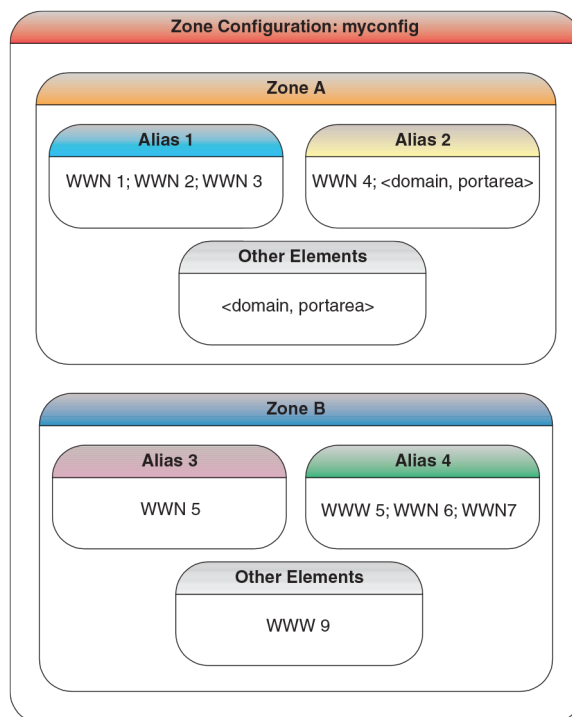 Zone Configuration: myconfig
Zone A
Alias 1
WWN 1; WWN 2; WWN 3
Alias 2
WWN 4; <domain, portarea>
Other Elements
<domain, portarea>
Zone B
Alias 3
WWN 5
Alias 4
WWW 5; WWN 6; WWN7
Other Elements
WWW 9